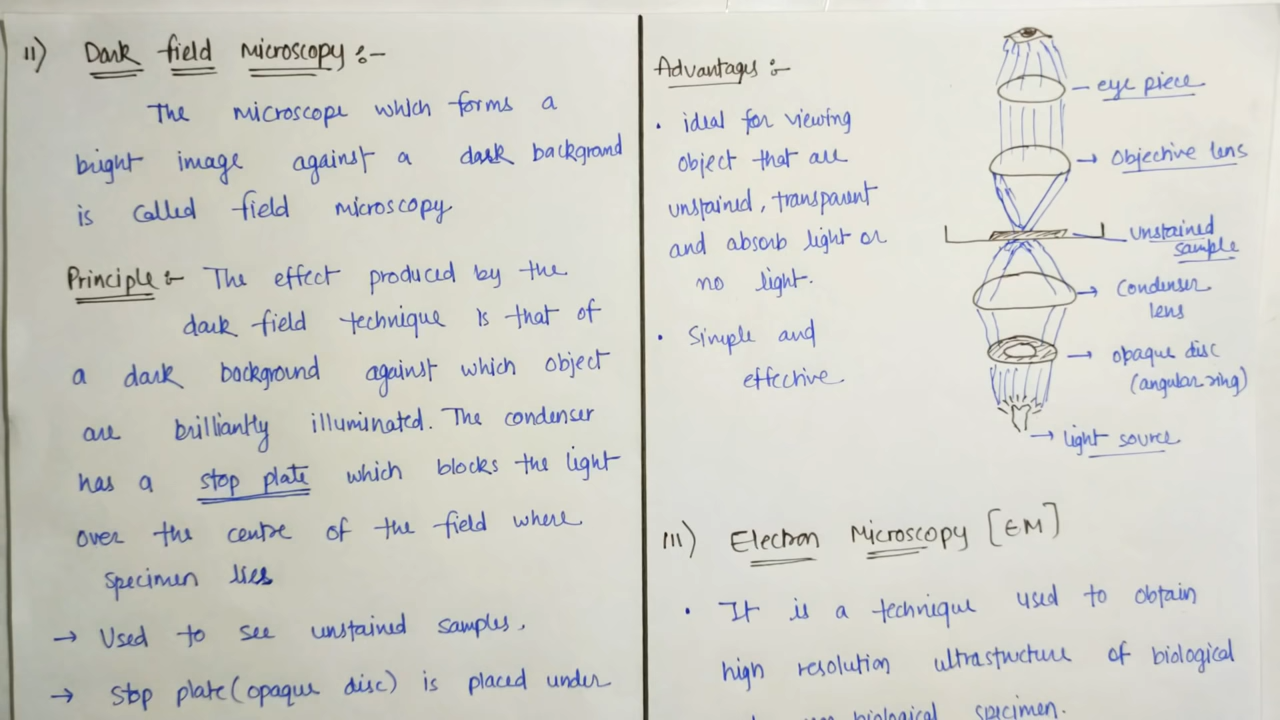 11) Dark field Microscopy :-
The microscope which forms a
bright image against a dark background
is called field microscopy
Principle :- The effect produced by the
dark field technique is that of
a dark background against which object
are brilliantly illuminated. The condenser
has a stop plate which blocks the light
over the centre of the field where
specimen lies
→ Used to see unstained samples.
→ Stop plate (opaque disc) is placed under
Advantages :-
• ideal for viewing
object that are
unstained, transparent
and absorb light or
no light.
• Simple and
effective
eye piece
→ Objective lens
unstained
sample
→ Condenser
lens
→ opaque disc
(angular ring)
→ light source
111) Electron Microscopy [EM]
• It is a technique used to obtain
high resolution ultrastucture of biological
biological specimen.